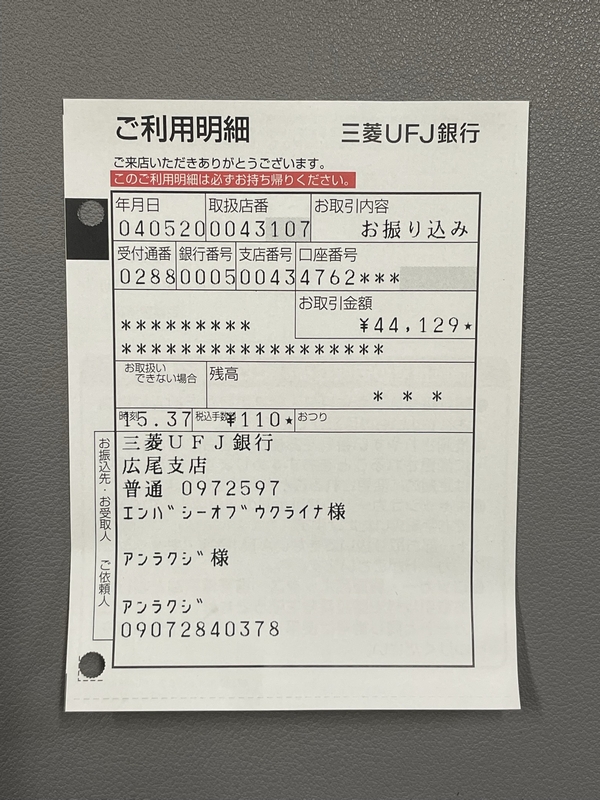 ご利用明細 三菱UFJ銀行
ご来店いただきありがとうございます。
このご利用明細は必ずお持ち帰りください。
年月日 取扱店番 お取引内容
040520 0043107 お振り込み
受付通番 銀行番号 支店番号 口座番号
0288 0005 0043 4762***
お取引金額
********* ¥44,129★
******************
お取扱い
できない場合 残高
* * *
時刻 15.37 税込手数料 ¥110★ おつり
お振込先・お受取人 ご依頼人
三菱UFJ銀行
広尾支店
普通 0972597
エンバシーオブウクライナ様
アンラクジ様
アンラクジ
09072840378